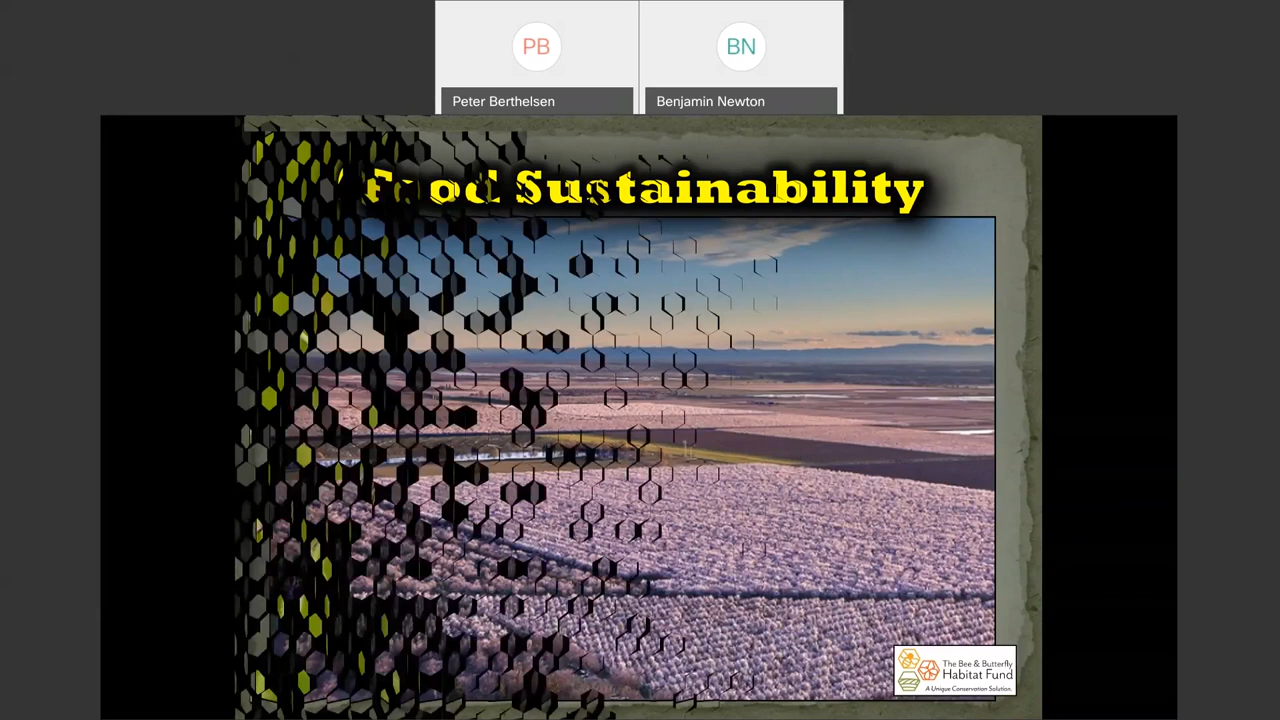 PB
BN
Peter Berthelsen
Benjamin Newton
Food Sustainability
The Bee & Butterfly
Habitat Fund
A Unique Conservation Solution.